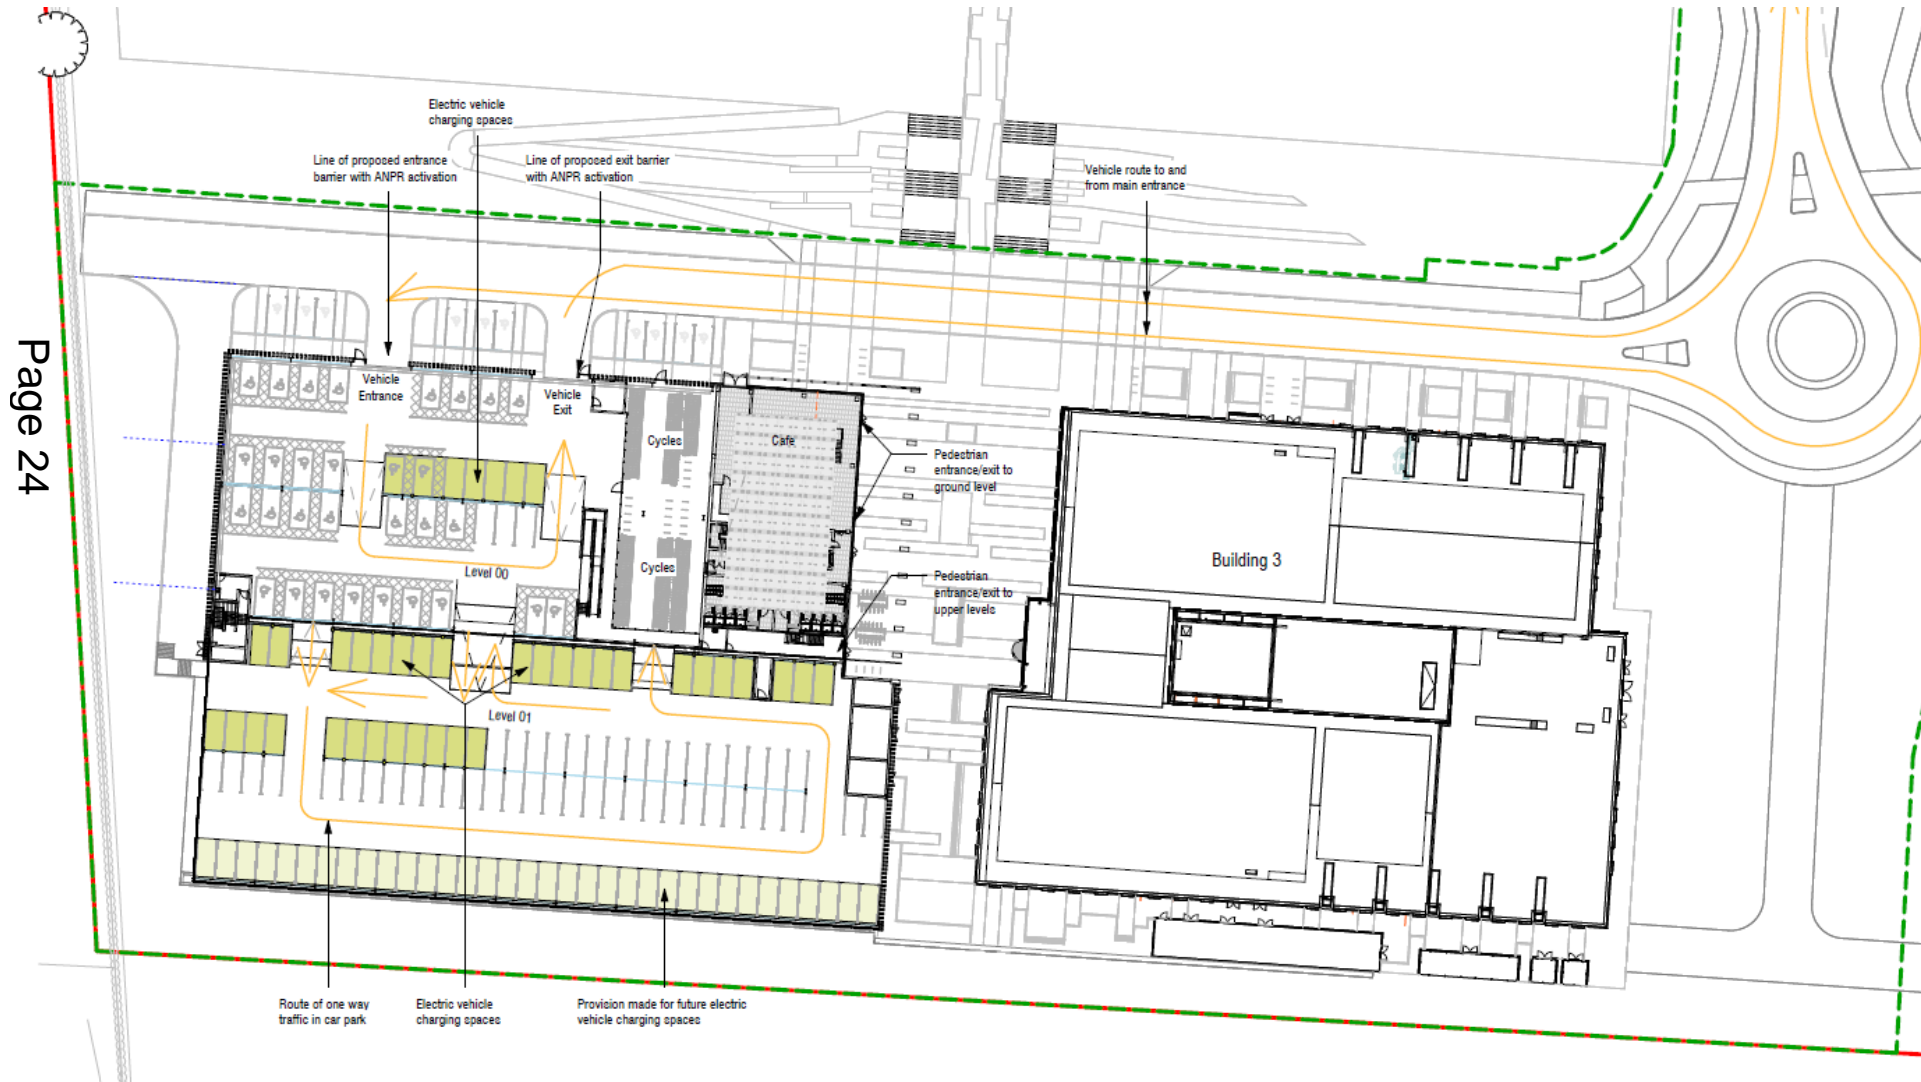 Electric vehicle
charging spaces
Line of proposed entrance
barrier with ANPR activation
Line of proposed exit barrier
with ANPR activation
Vehicle route to and
from main entrance
Page 24
Vehicle
Entrance
Vehicle
Exit
Cycles
Cafe
Pedestrian
entrance/exit to
ground level
Building 3
Cycles
Level 00
Pedestrian
entrance/exit to
upper levels
Level 01
Route of one way
traffic in car park
Electric vehicle
charging spaces
Provision made for future electric
vehicle charging spaces